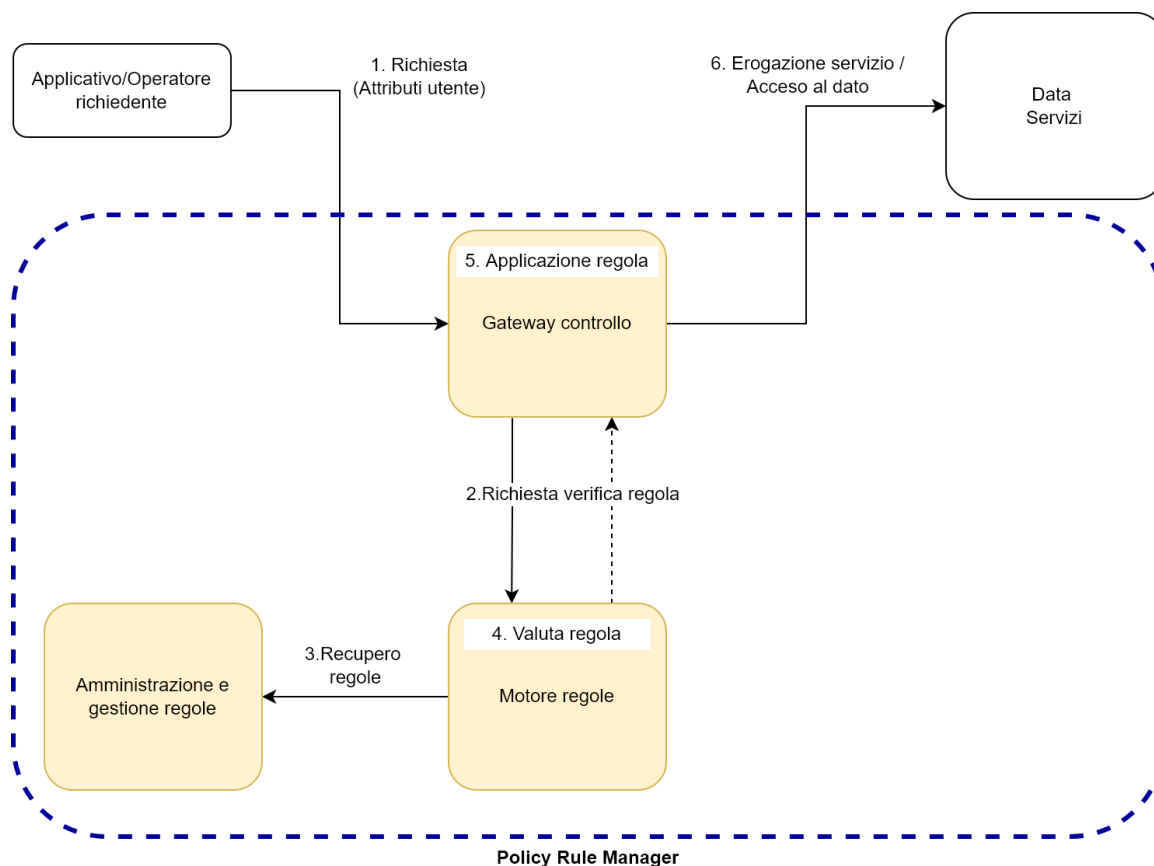 Applicativo/Operatore
richiedente
1. Richiesta
(Attributi utente)
6. Erogazione servizio /
Acceso al dato
Data
Servizi
5. Applicazione regola
Gateway controllo
2.Richiesta verifica regola
4. Valuta regola
Motore regole
3.Recupero
regole
Amministrazione e
gestione regole
Policy Rule Manager